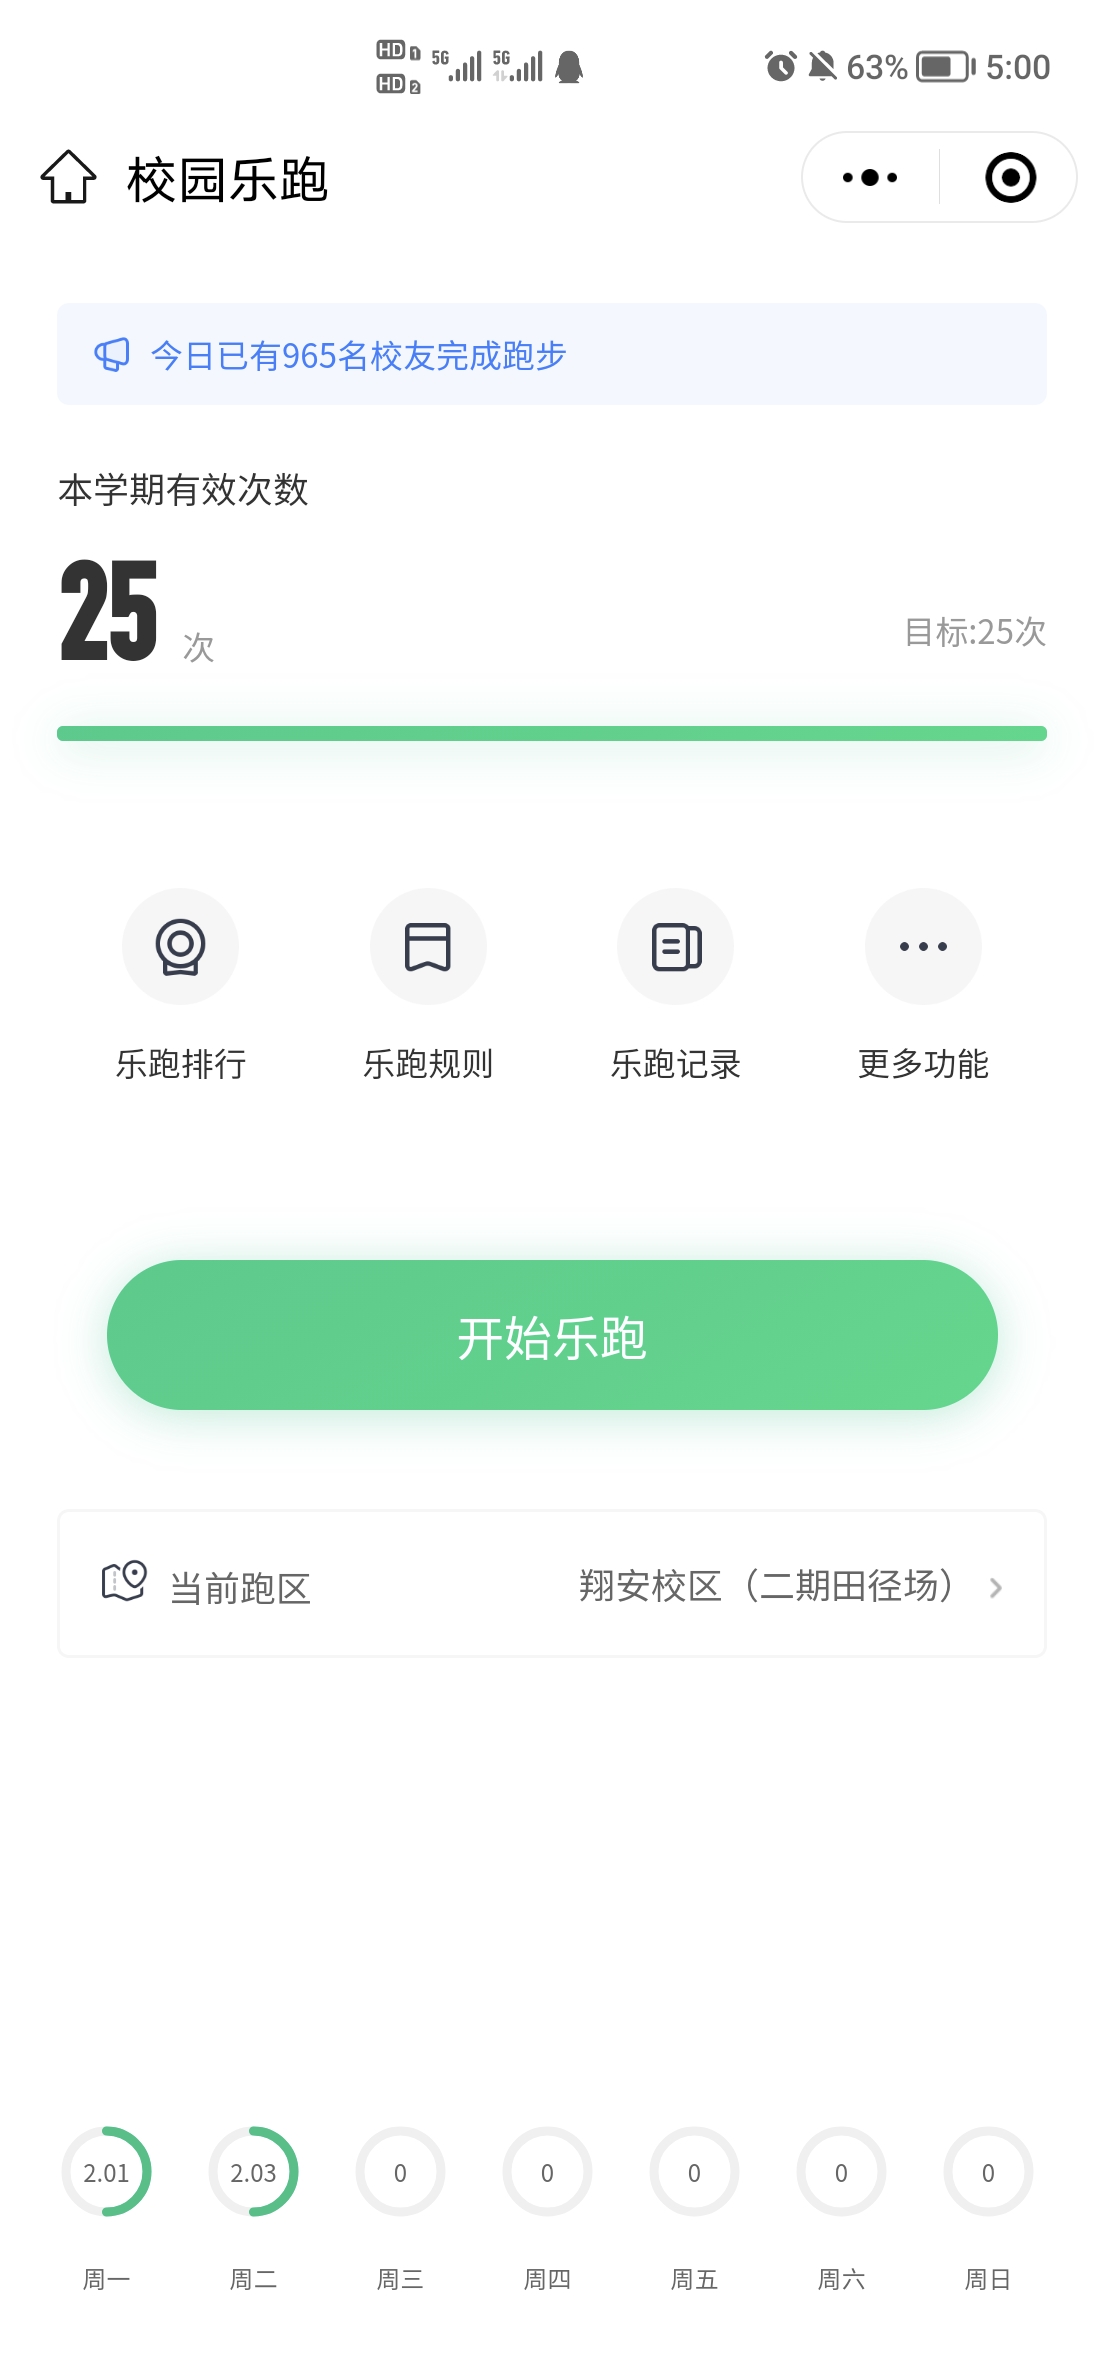 HD 1 5G 5G 63% 5:00
HD 2
校园乐跑
今日已有965名校友完成跑步
本学期有效次数
25 次 目标:25次
乐跑排行 乐跑规则 乐跑记录 更多功能
开始乐跑
当前跑区 翔安校区（二期田径场）
2.01 2.03 0 0 0 0 0
周一 周二 周三 周四 周五 周六 周日